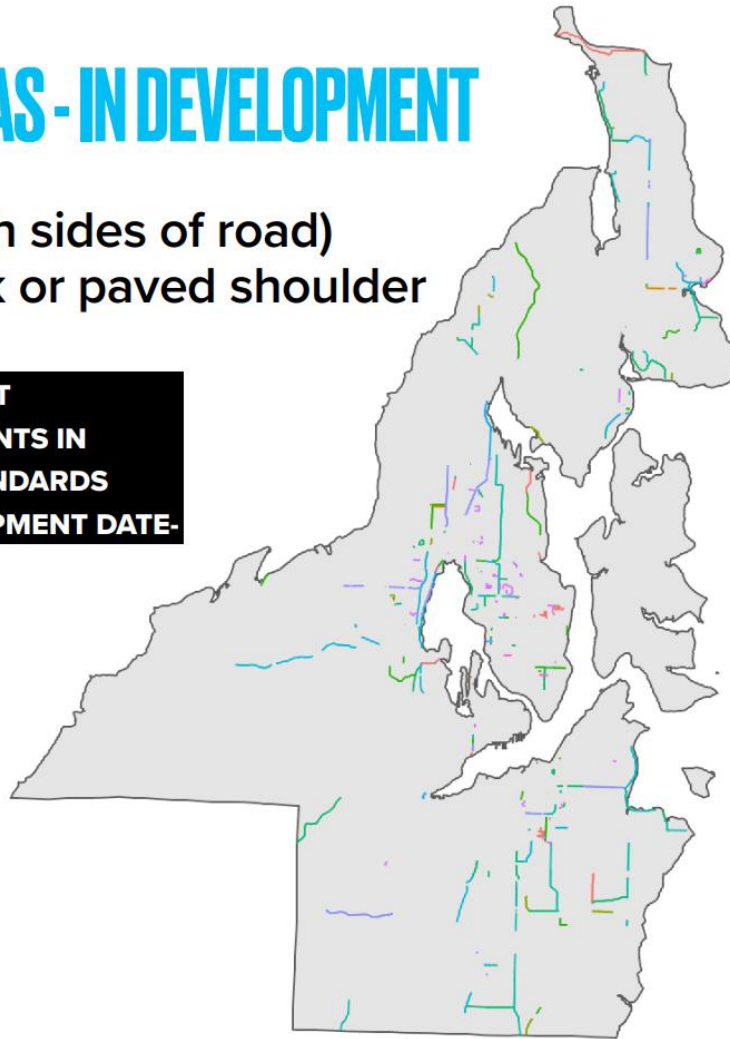 AS - IN DEVELOPMENT
n sides of road)
k or paved shoulder
T
NTS IN
NDARDS
PMENT DATE-